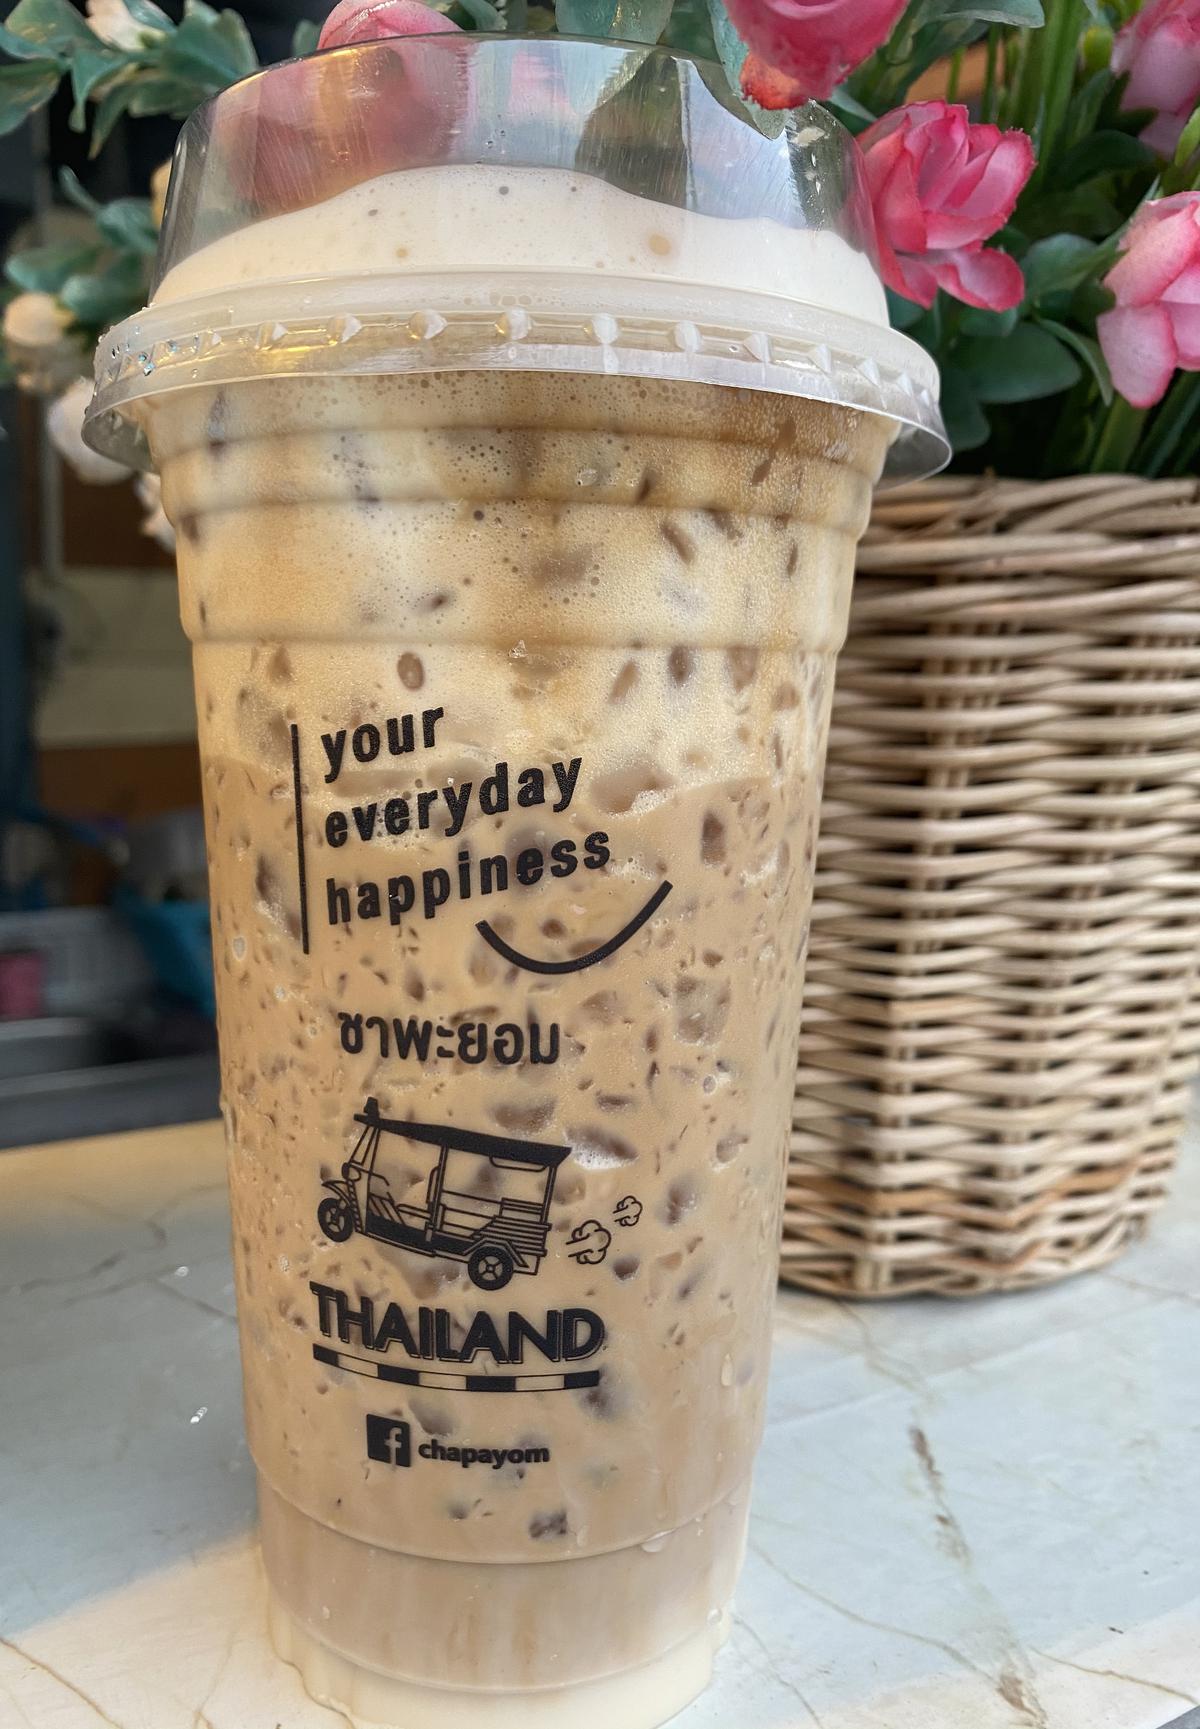 your
everyday
happiness
ชาพะยอม
THAILAND
f chapayom